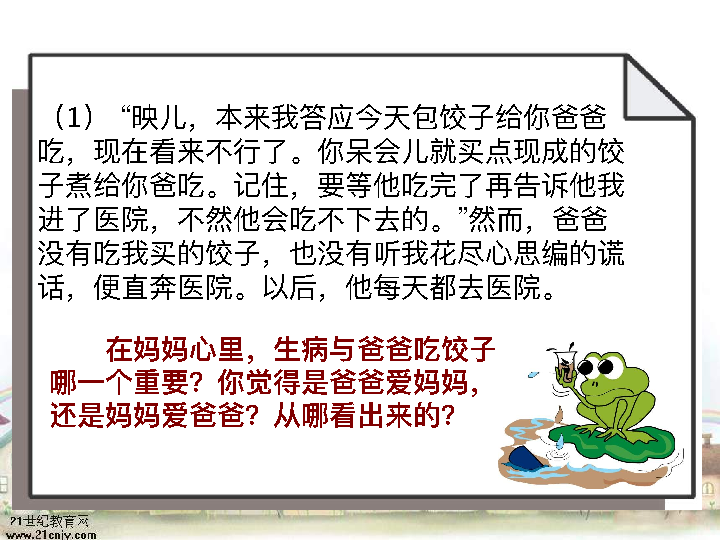 （1）“映儿，本来我答应今天包饺子给你爸爸
吃，现在看来不行了。你呆会儿就买点现成的饺
子煮给你爸吃。记住，要等他吃完了再告诉他我
进了医院，不然他会吃不下去的。”然而，爸爸
没有吃我买的饺子，也没有听我花尽心思编的谎
话，便直奔医院。以后，他每天都去医院。
在妈妈心里，生病与爸爸吃饺子
哪一个重要？你觉得是爸爸爱妈妈，
还是妈妈爱爸爸？从哪看出来的？
21世纪教育网
www.21cnjy.com